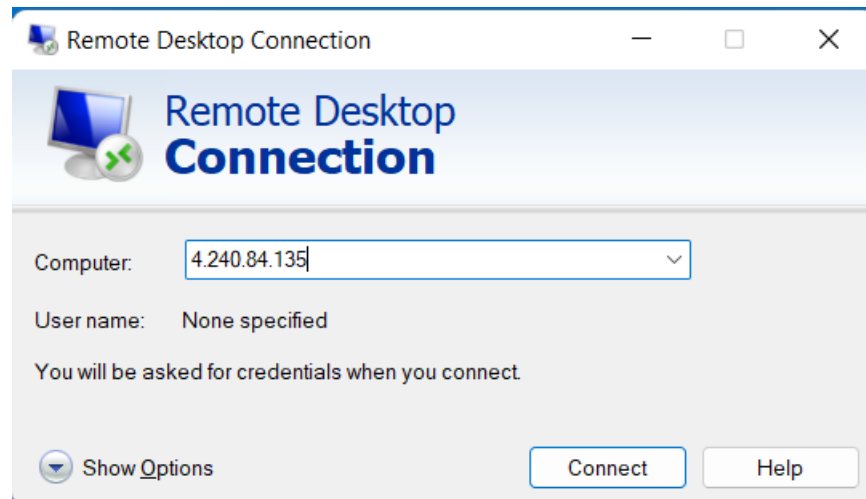 Remote Desktop Connection
Remote Desktop
Connection
Computer: 4.240.84.135
User name: None specified
You will be asked for credentials when you connect.
Show Options Connect Help